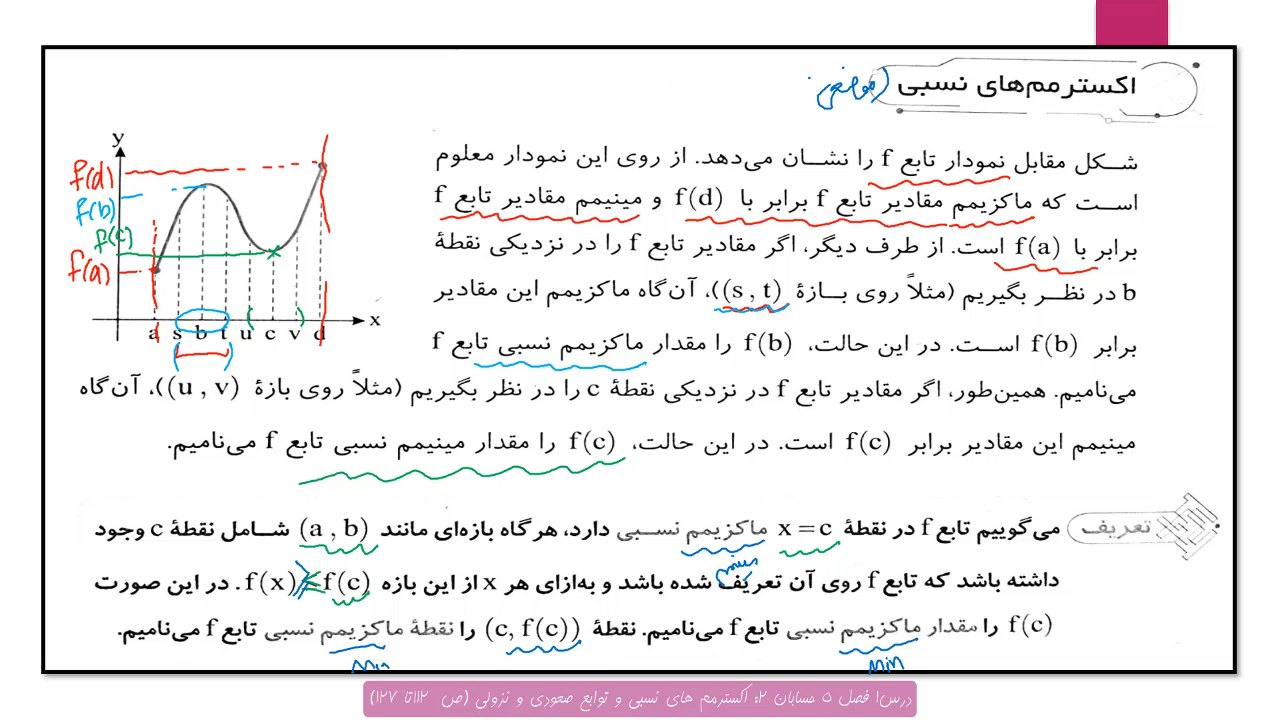 اکسترمم‌های نسبی (موضعی)
شکل مقابل نمودار تابع f را نشان می‌دهد. از روی این نمودار معلوم
است که ماکزیمم مقادیر تابع f برابر با f(d) و مینیمم مقادیر تابع f
برابر با f(a) است. از طرف دیگر، اگر مقادیر تابع f را در نزدیکی نقطهٔ
b در نظر بگیریم (مثلاً روی بازهٔ (s , t))، آن‌گاه ماکزیمم این مقادیر
برابر f(b) است. در این حالت، f(b) را مقدار ماکزیمم نسبی تابع f
می‌نامیم. همین‌طور، اگر مقادیر تابع f در نزدیکی نقطهٔ c را در نظر بگیریم (مثلاً روی بازهٔ (u , v))، آن‌گاه
مینیمم این مقادیر برابر f(c) است. در این حالت، f(c) را مقدار مینیمم نسبی تابع f می‌نامیم.
y
f(d)
f(b)
f(c)
f(a)
x
a s b t u c v d
تعریف
می‌گوییم تابع f در نقطهٔ x = c ماکزیمم نسبی دارد، هرگاه بازه‌ای مانند (a , b) شامل نقطهٔ c وجود
min
داشته باشد که تابع f روی آن تعریف شده باشد و به‌ازای هر x از این بازه f(x) ≤ f(c). در این صورت
f(c) را مقدار ماکزیمم نسبی تابع f می‌نامیم. نقطهٔ (c, f(c)) را نقطهٔ ماکزیمم نسبی تابع f می‌نامیم.
Min
Min
درس۱ فصل ۵ حسابان ۲: اکسترمم های نسبی و توابع صعودی و نزولی (ص ۱۱۲تا ۱۲۷)